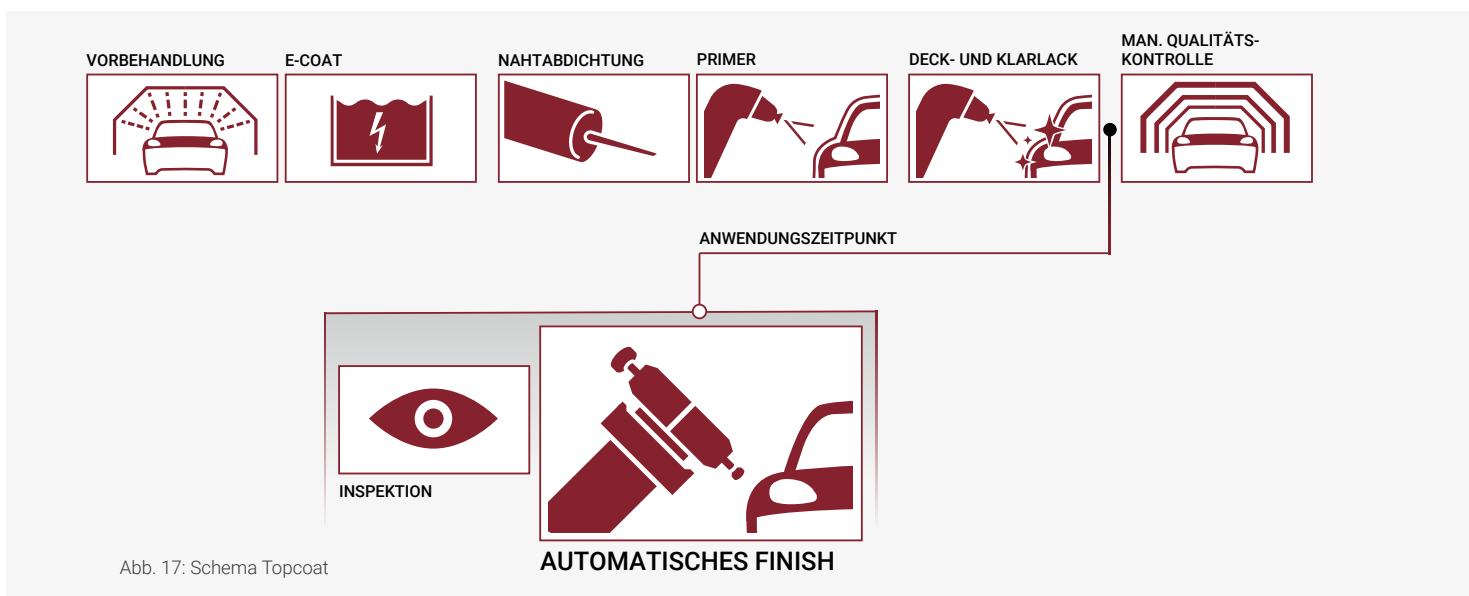 VORBEHANDLUNG
E-COAT
NAHTABDICHTUNG
PRIMER
DECK- UND KLARLACK
MAN. QUALITÄTS-
KONTROLLE
ANWENDUNGSZEITPUNKT
INSPEKTION
AUTOMATISCHES FINISH
Abb. 17: Schema Topcoat